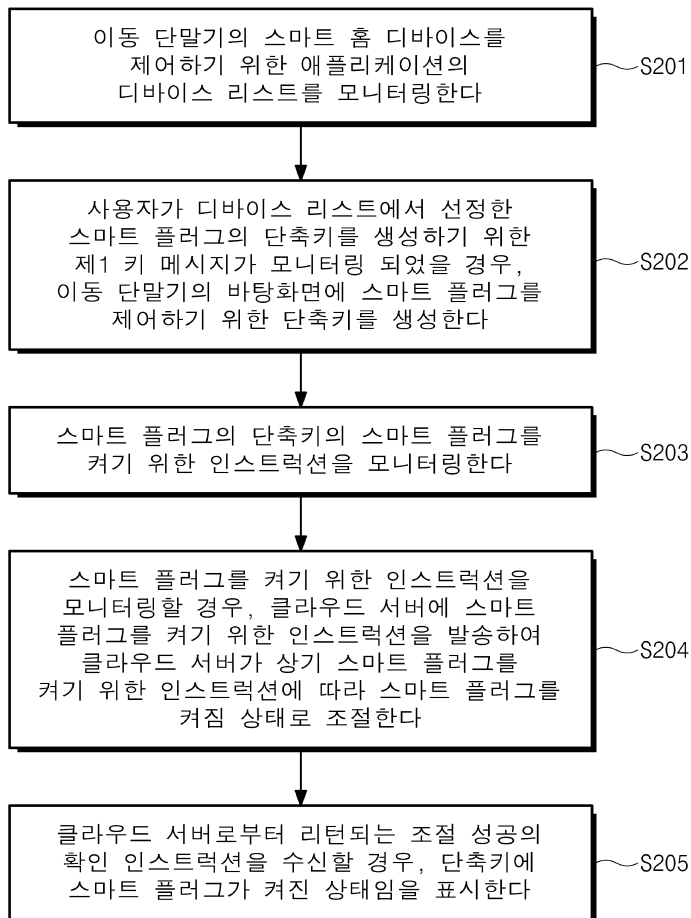 이동 단말기의 스마트 홈 디바이스를
제어하기 위한 애플리케이션의
디바이스 리스트를 모니터링한다
S201
사용자가 디바이스 리스트에서 선정한
스마트 플러그의 단축키를 생성하기 위한
제1 키 메시지가 모니터링 되었을 경우,
이동 단말기의 바탕화면에 스마트 플러그를
제어하기 위한 단축키를 생성한다
S202
스마트 플러그의 단축키의 스마트 플러그를
켜기 위한 인스트럭션을 모니터링한다
S203
스마트 플러그를 켜기 위한 인스트럭션을
모니터링할 경우, 클라우드 서버에 스마트
플러그를 켜기 위한 인스트럭션을 발송하여
클라우드 서버가 상기 스마트 플러그를
켜기 위한 인스트럭션에 따라 스마트 플러그를
켜짐 상태로 조절한다
S204
클라우드 서버로부터 리턴되는 조절 성공의
확인 인스트럭션을 수신할 경우, 단축키에
스마트 플러그가 켜진 상태임을 표시한다
S205